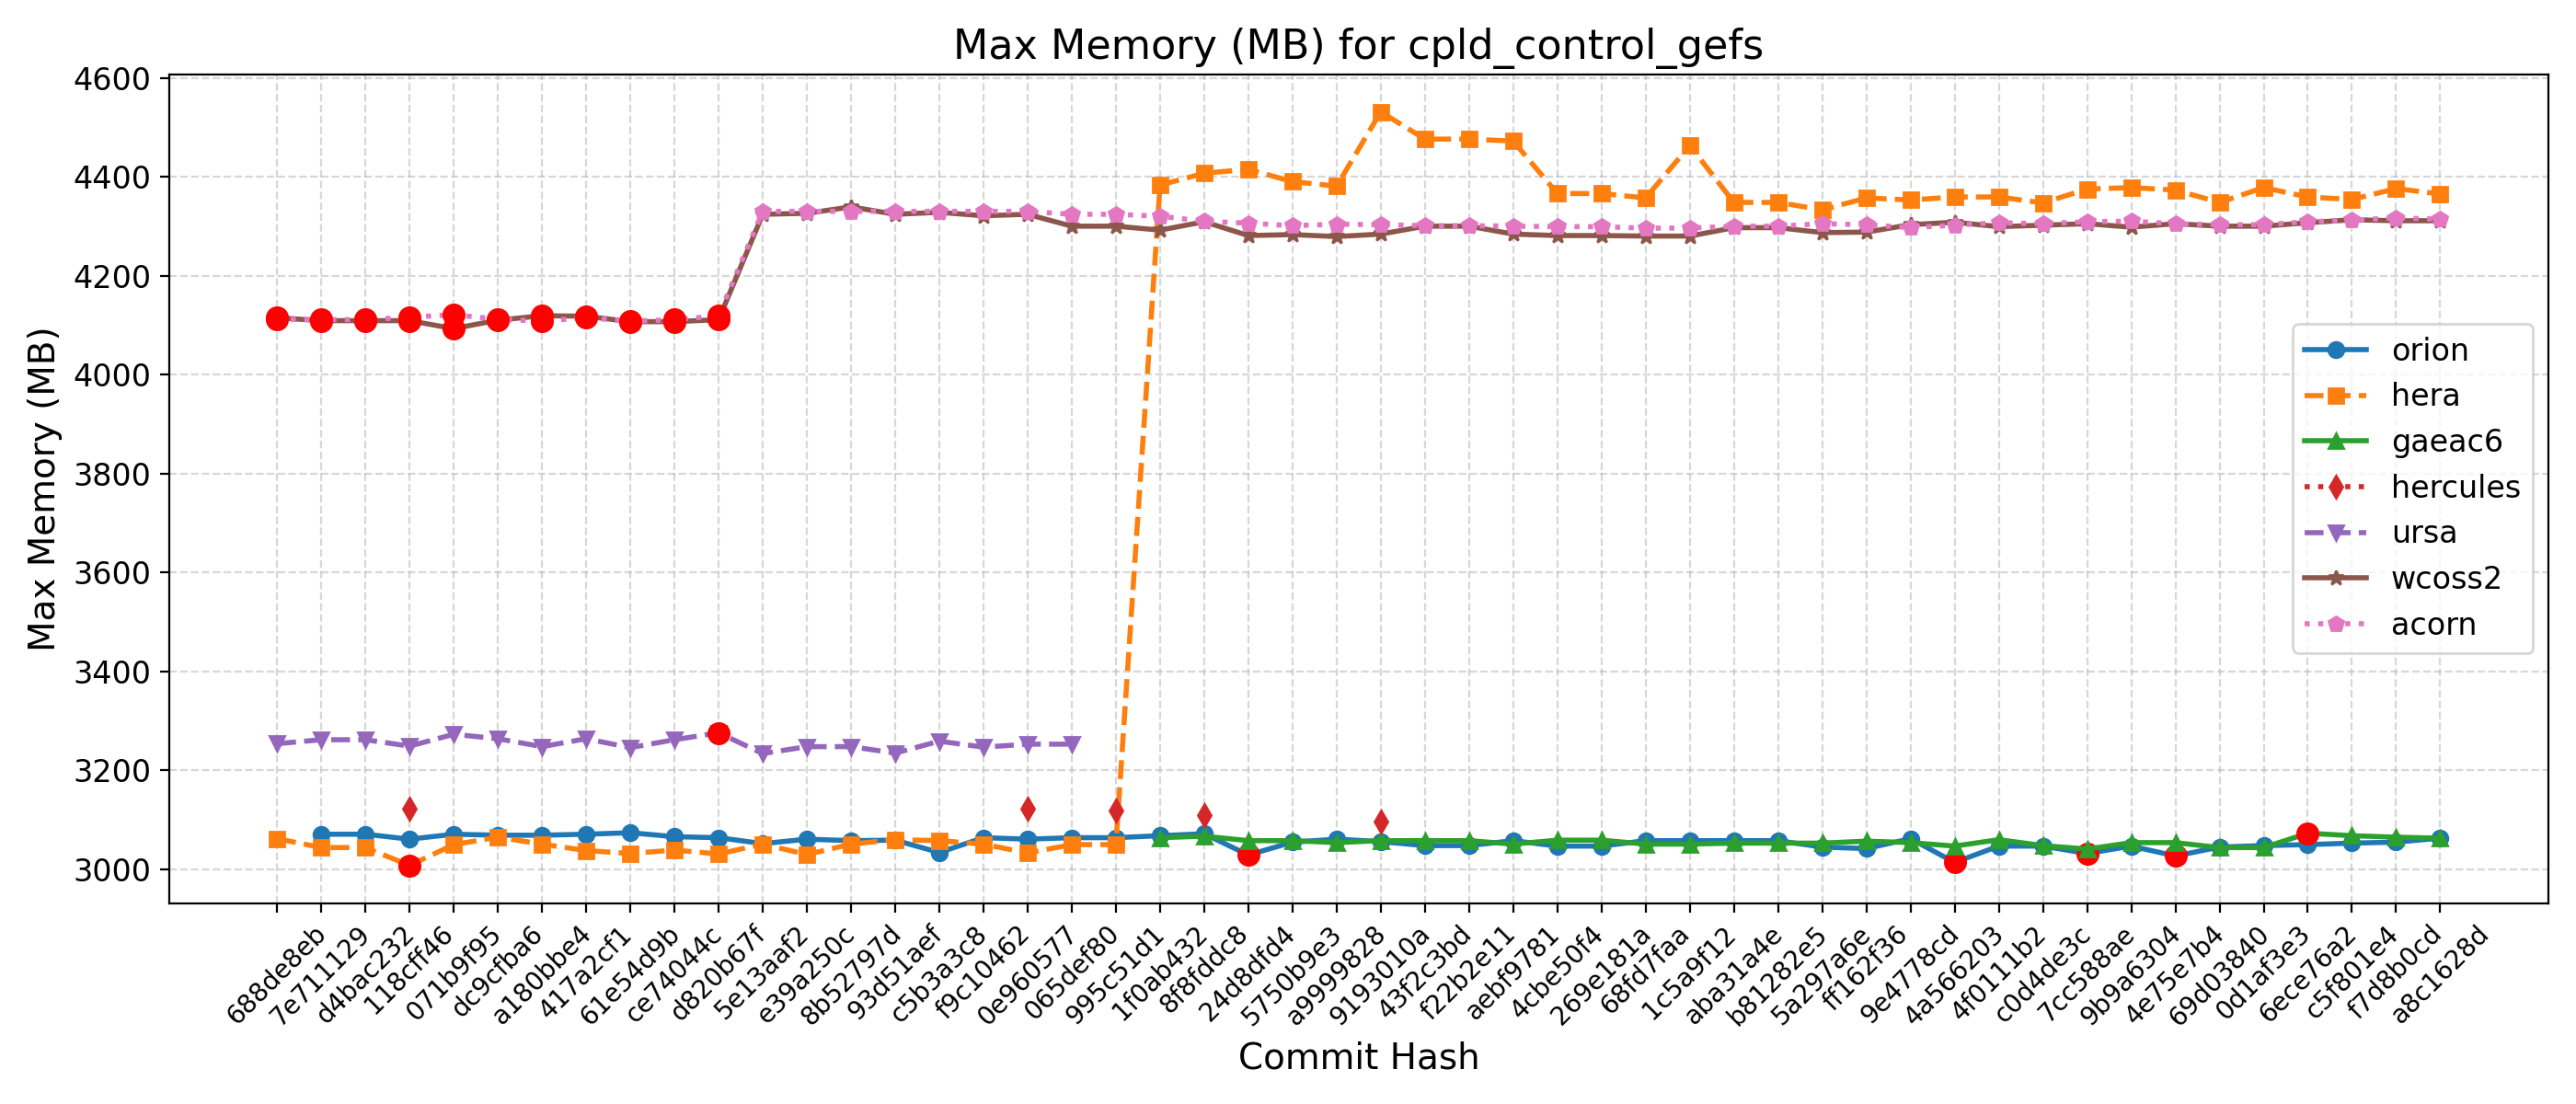 Max Memory (MB) for cpld_control_gefs
Max Memory (MB)
4600
4400
4200
4000
3800
3600
3400
3200
3000
orion
hera
gaeac6
hercules
ursa
wcoss2
acorn
688de8eb
7e711129
d4bac232
118cff46
071b9f95
dc9cfba6
a180bbe4
417a2cf1
61e54d9b
ce74044c
d820b67f
5e13aaf2
e39a250c
8b52797d
93d51aef
c5b3a3c8
f9c10462
0e960577
065def80
995c51d1
1f0ab432
8f8fddc8
24d8dfd4
5750b9e3
a9999828
9193010a
43f2c3bd
f22b2e11
aebf9781
4cbe50f4
269e181a
68fd7faa
1c5a9f12
aba31a4e
b81282e5
5a297a6e
ff162f36
9e4778cd
4a566203
4f0111b2
c0d4de3c
7cc588ae
9b9a6304
4e75e7b4
69d03840
0d1af3e3
6ece76a2
c5f801e4
f7d8b0cd
a8c1628d
Commit Hash